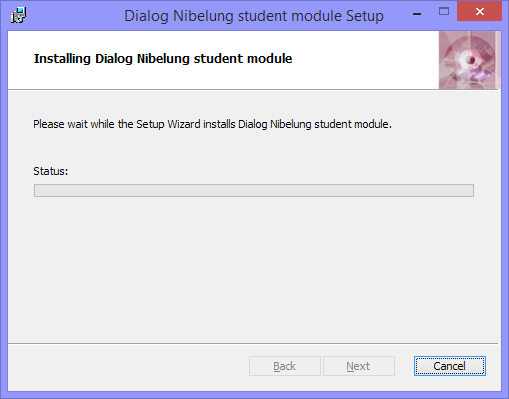 Dialog Nibelung student module Setup
Installing Dialog Nibelung student module
Please wait while the Setup Wizard installs Dialog Nibelung student module.
Status:
Back Next Cancel